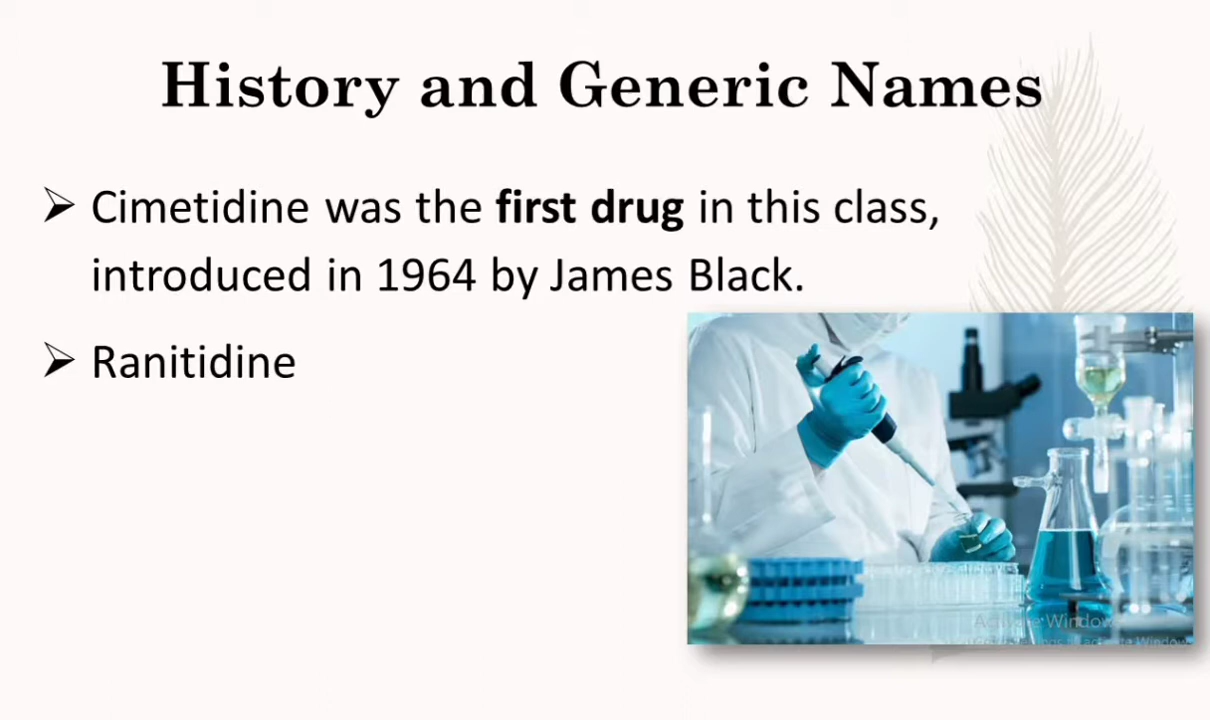 History and Generic Names
➢ Cimetidine was the first drug in this class,
introduced in 1964 by James Black.
➢ Ranitidine
Activate Windows